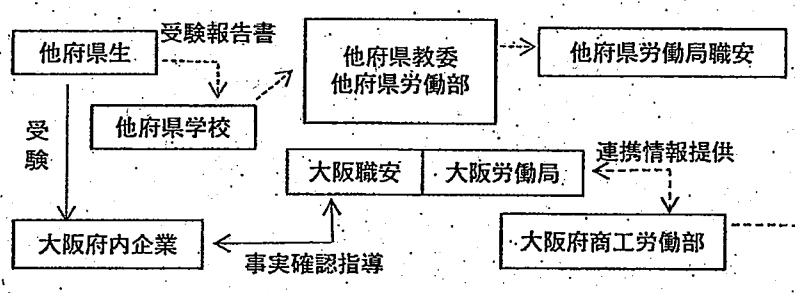 他府県生
受験報告書
他府県教委
他府県労働部
他府県労働局職安
他府県学校
受験
大阪職安
大阪労働局
連携情報提供
大阪府内企業
事実確認指導
大阪府商工労働部